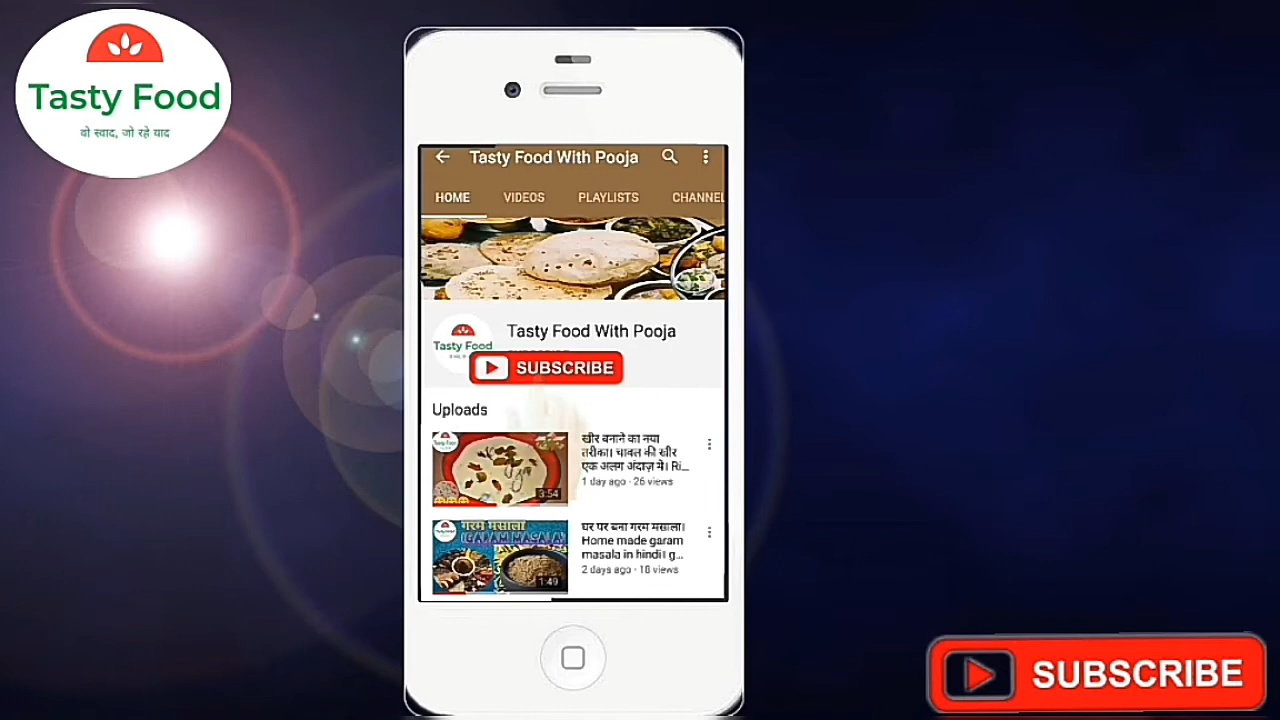 Tasty Food
वो स्वाद, जो रहे याद
Tasty Food With Pooja
HOME VIDEOS PLAYLISTS CHANNEL
Tasty Food With Pooja
Tasty Food
SUBSCRIBE
Uploads
खीर बनाने का नया
तरीका। चावल की खीर
एक अलग अंदाज़ मे। Ri...
1 day ago · 26 views
3:54
गरम मसाला
GARAM MASALA
घर पर बना गरम मसाला।
Home made garam
masala in hindi। g...
2 days ago · 18 views
1:49
SUBSCRIBE